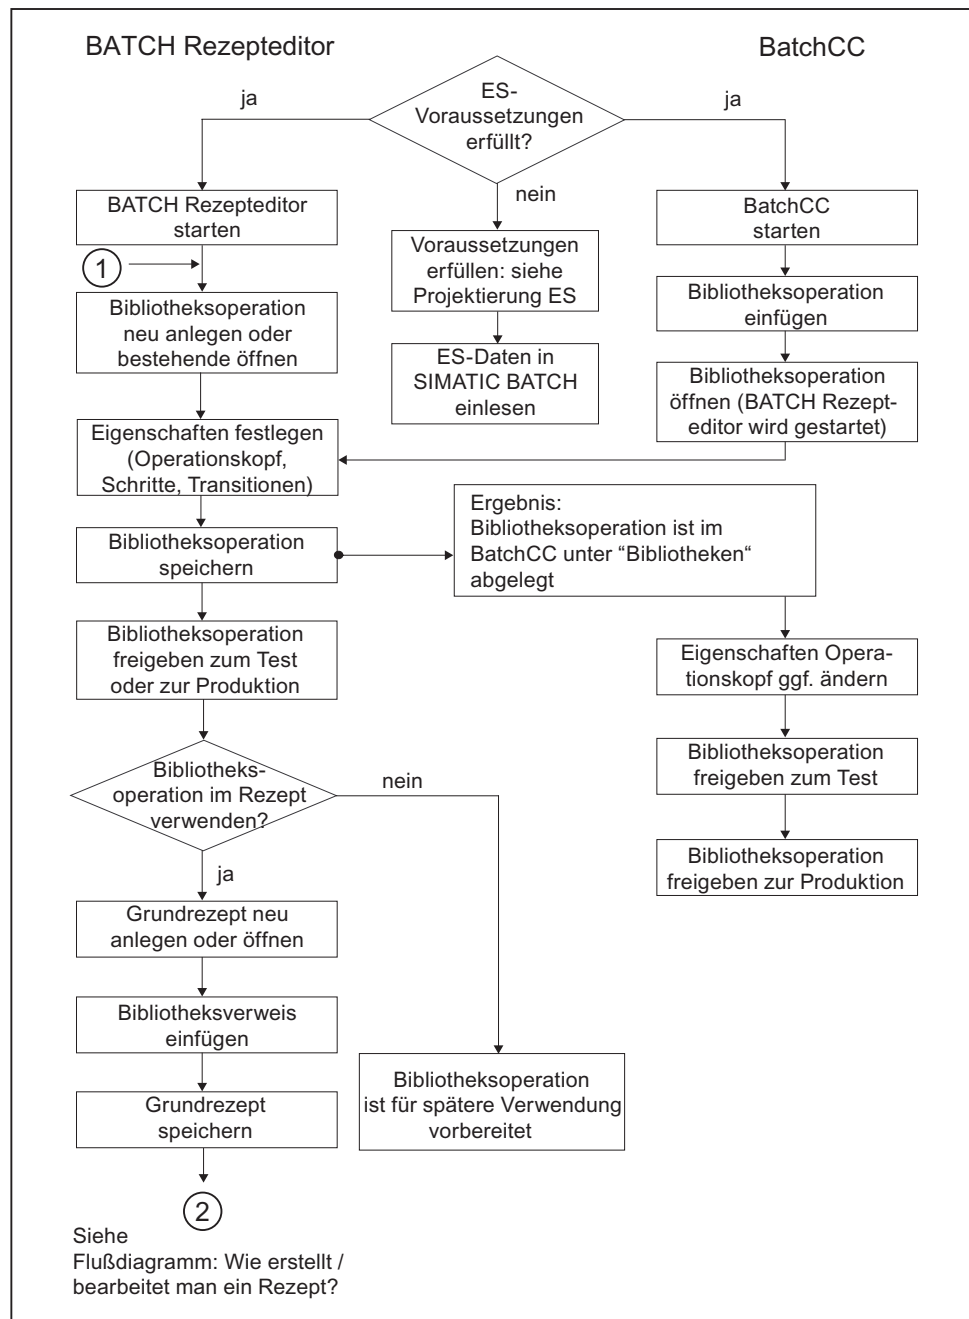 BATCH Rezepteditor
BatchCC
ES-
Voraussetzungen
erfüllt?
ja
ja
nein
BATCH Rezepteditor
starten
1
Bibliotheksoperation
neu anlegen oder
bestehende öffnen
Voraussetzungen
erfüllen: siehe
Projektierung ES
ES-Daten in
SIMATIC BATCH
einlesen
BatchCC
starten
Bibliotheksoperation
einfügen
Bibliotheksoperation
öffnen (BATCH Rezept-
editor wird gestartet)
Eigenschaften festlegen
(Operationskopf,
Schritte, Transitionen)
Bibliotheksoperation
speichern
Ergebnis:
Bibliotheksoperation ist im
BatchCC unter “Bibliotheken“
abgelegt
Bibliotheksoperation
freigeben zum Test
oder zur Produktion
Eigenschaften Opera-
tionskopf ggf. ändern
Bibliotheksoperation
freigeben zum Test
Bibliotheksoperation
freigeben zur Produktion
Bibliotheks-
operation im Rezept
verwenden?
nein
ja
Grundrezept neu
anlegen oder öffnen
Bibliotheksverweis
einfügen
Grundrezept
speichern
Bibliotheksoperation
ist für spätere Verwendung
vorbereitet
2
Siehe
Flußdiagramm: Wie erstellt /
bearbeitet man ein Rezept?